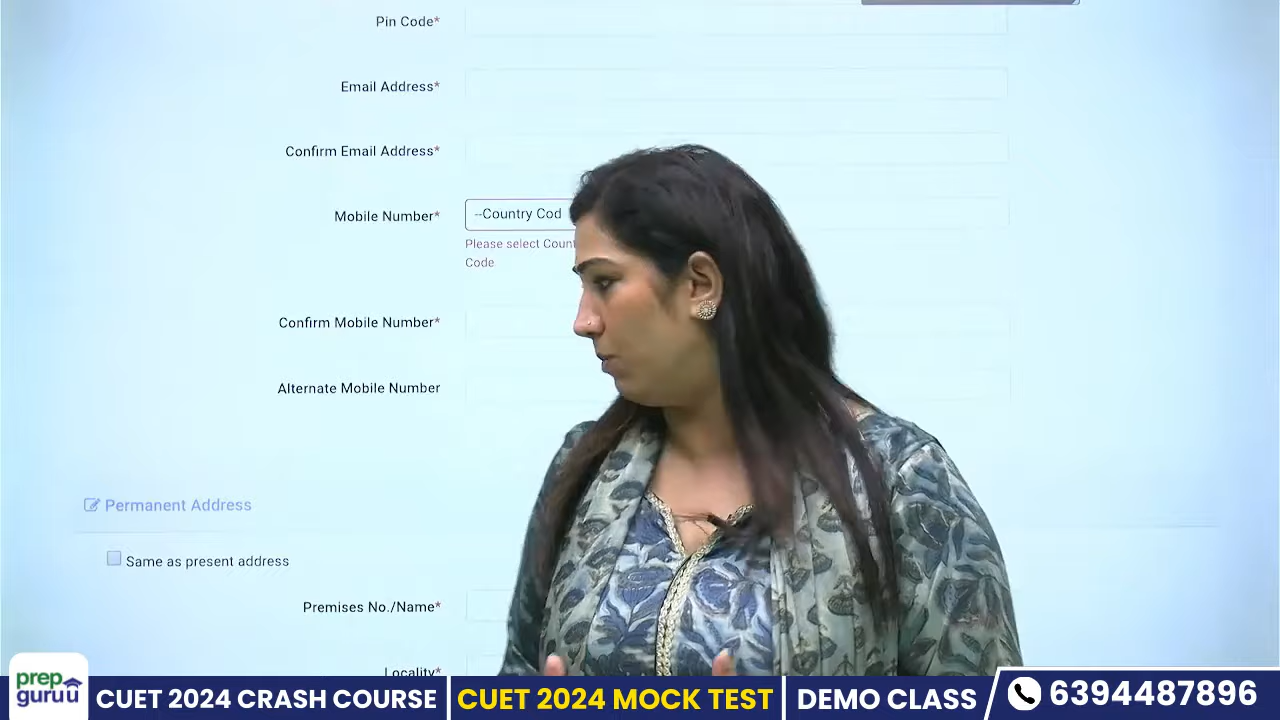 Pin Code*
Email Address*
Confirm Email Address*
Mobile Number*
--Country Cod
Please select Coun
Code
Confirm Mobile Number*
Alternate Mobile Number
Permanent Address
Same as present address
Premises No./Name*
Locality*
prep
guruu
CUET 2024 CRASH COURSE
CUET 2024 MOCK TEST
DEMO CLASS
6394487896